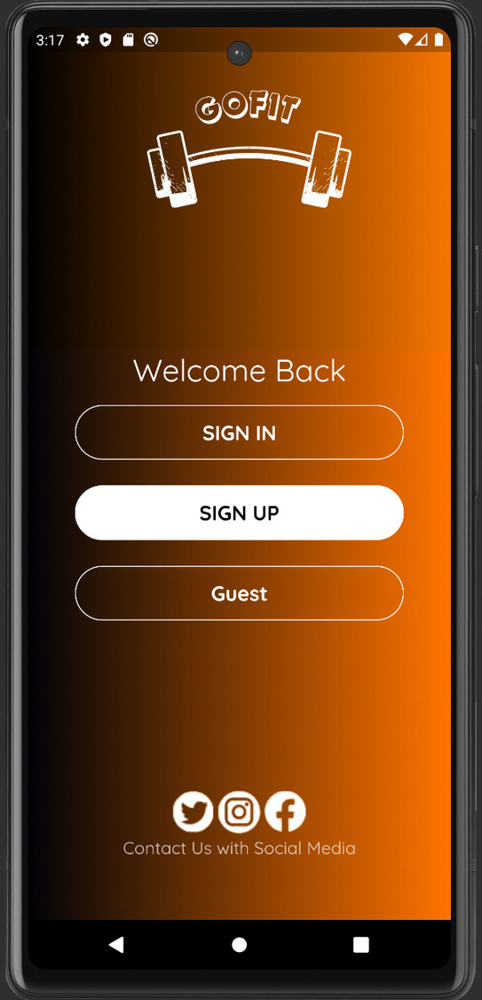 3:17
GOFIT
Welcome Back
SIGN IN
SIGN UP
Guest
Contact Us with Social Media